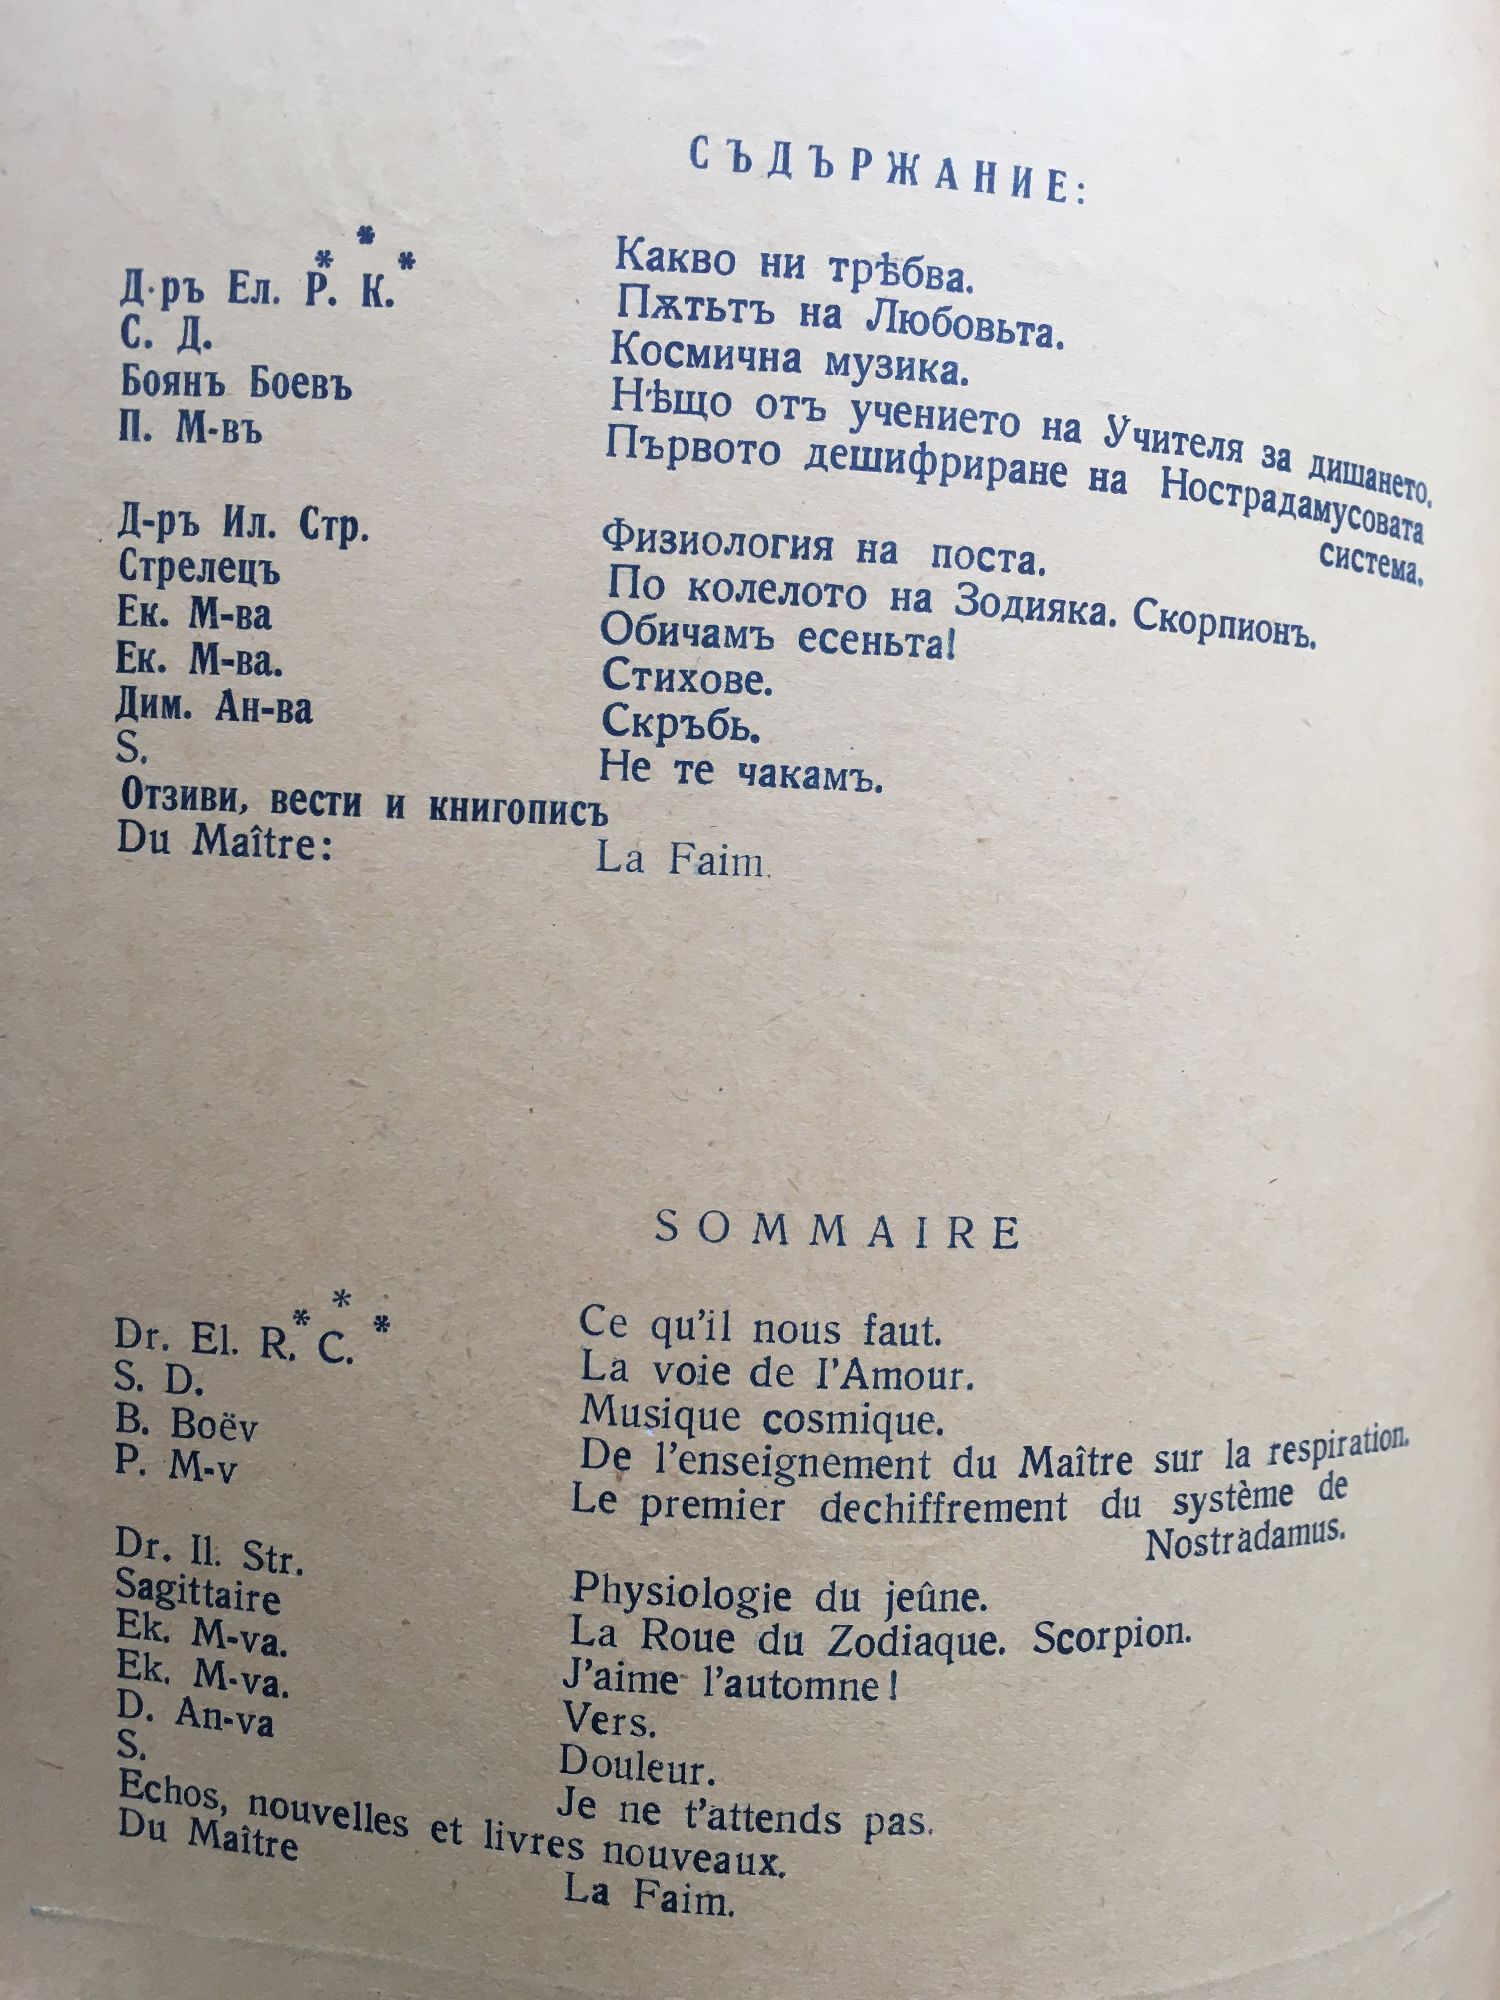 СЪДЪРЖАНИЕ:
* * * Какво ни трѣбва.
Д-ръ Ел. Р. К. Пѫтьтъ на Любовьта.
С. Д. Космична музика.
Боянъ Боевъ Нѣщо отъ учението на Учителя за дишането.
П. М-въ Първото дешифриране на Нострадамусовата
система.
Д-ръ Ил. Стр. Физиология на поста.
Стрелецъ По колелото на Зодияка. Скорпионъ.
Ек. М-ва Обичамъ есеньта!
Ек. М-ва. Стихове.
Дим. Ан-ва Скръбь.
S. Не те чакамъ.
Отзиви, вести и книгописъ
Du Maître: La Faim.
SOMMAIRE
* * * Ce qu'il nous faut.
Dr. El. R. C. La voie de l'Amour.
S. D. Musique cosmique.
B. Boëv De l'enseignement du Maître sur la respiration.
P. M-v Le premier dechiffrement du système de
Nostradamus.
Dr. Il. Str. Physiologie du jeûne.
Sagittaire La Roue du Zodiaque. Scorpion.
Ek. M-va. J'aime l'automne!
Ek. M-va. Vers.
D. An-va Douleur.
S. Je ne t'attends pas.
Echos, nouvelles et livres nouveaux.
Du Maître La Faim.